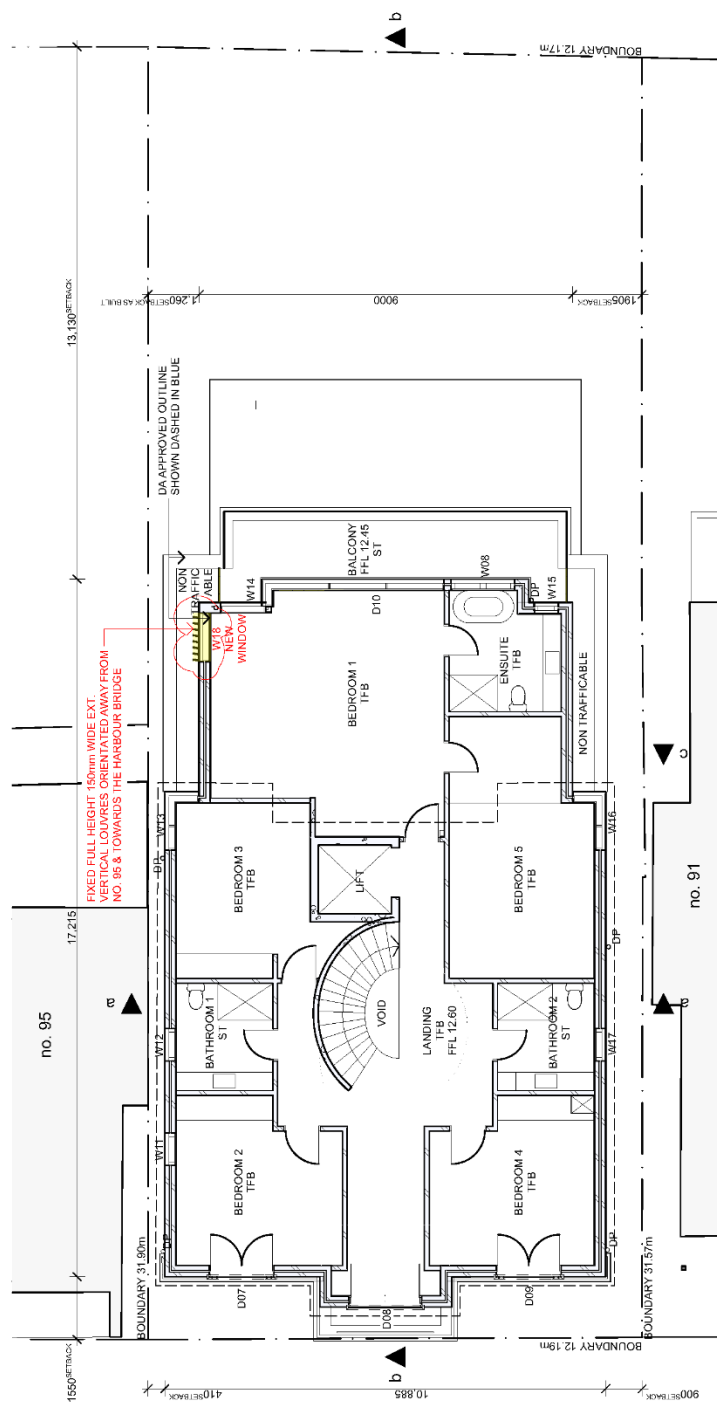 b
BOUNDARY 12.17m
13,130 SETBACK
1,260 SETBACK AS BUILT
9000
1905 SETBACK
DA APPROVED OUTLINE
SHOWN DASHED IN BLUE
FIXED FULL HEIGHT 150mm WIDE EXT.
VERTICAL LOUVRES ORIENTATED AWAY FROM
NO. 95 & TOWARDS THE HARBOUR BRIDGE
NON
TRAFFIC
ABLE
BALCONY
FFL 12.45
ST
W14
W08
DP
W15
D10
W18
NEW
WINDOW
BEDROOM 1
TFB
ENSUITE
TFB
NON TRAFFICABLE
c
W13
DP
BEDROOM 3
TFB
LIFT
BEDROOM 5
TFB
W16
no. 91
17,215
no. 95
a
W12
BATHROOM 1
ST
VOID
LANDING
TFB
FFL 12.60
BATHROOM 2
ST
W17
DP
a
W11
BEDROOM 2
TFB
BEDROOM 4
TFB
DP
DP
BOUNDARY 31.90m
BOUNDARY 31.57m
D07
D08
D09
BOUNDARY 12.19m
b
1550 SETBACK
410 SETBACK
10,885
900 SETBACK